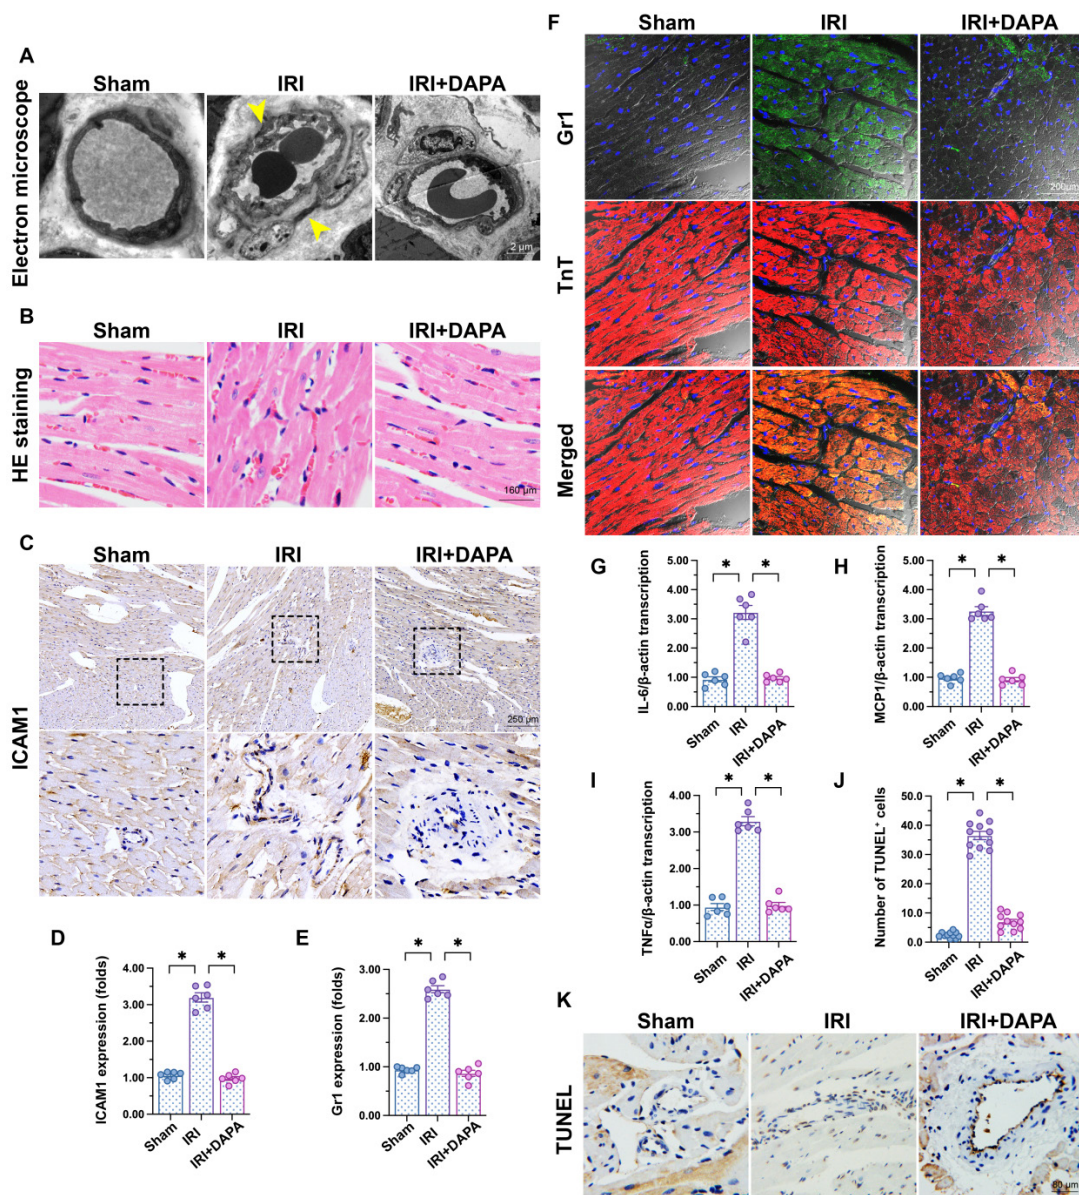 A
Sham
IRI
IRI+DAPA
Electron microscope
2 μm
B
Sham
IRI
IRI+DAPA
HE staining
160 μm
C
Sham
IRI
IRI+DAPA
ICAM1
250 μm
D
ICAM1 expression (folds)
4.00
3.00
2.00
1.00
0.00
*
*
Sham
IRI
IRI+DAPA
E
Gr1 expression (folds)
3.00
2.00
1.00
0.00
*
*
Sham
IRI
IRI+DAPA
F
Sham
IRI
IRI+DAPA
Gr1
200μm
TnT
Merged
G
IL-6/β-actin transcription
5.00
4.00
3.00
2.00
1.00
0.00
*
*
Sham
IRI
IRI+DAPA
H
MCP1/β-actin transcription
5.00
4.00
3.00
2.00
1.00
0.00
*
*
Sham
IRI
IRI+DAPA
I
TNFα/β-actin transcription
4.00
3.00
2.00
1.00
0.00
*
*
Sham
IRI
IRI+DAPA
J
Number of TUNEL⁺ cells
50.0
40.0
30.0
20.0
10.0
0.0
*
*
Sham
IRI
IRI+DAPA
K
Sham
IRI
IRI+DAPA
TUNEL
60 μm